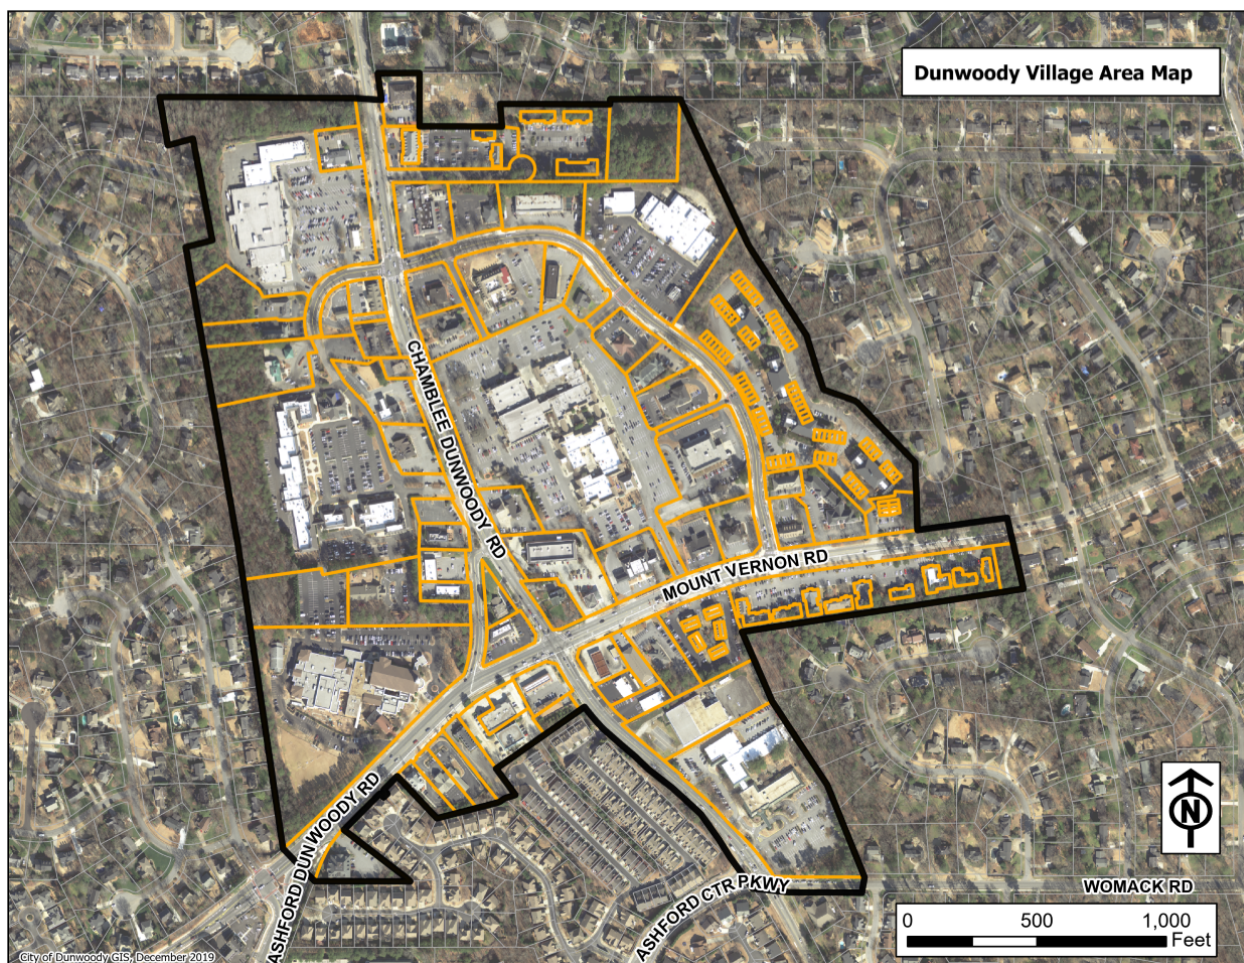 Dunwoody Village Area Map
CHAMBLEE DUNWOODY RD
MOUNT VERNON RD
ASHFORD DUNWOODY RD
ASHFORD CTR PKWY
WOMACK RD
N
0 500 1,000
Feet
City of Dunwoody GIS, December 2019